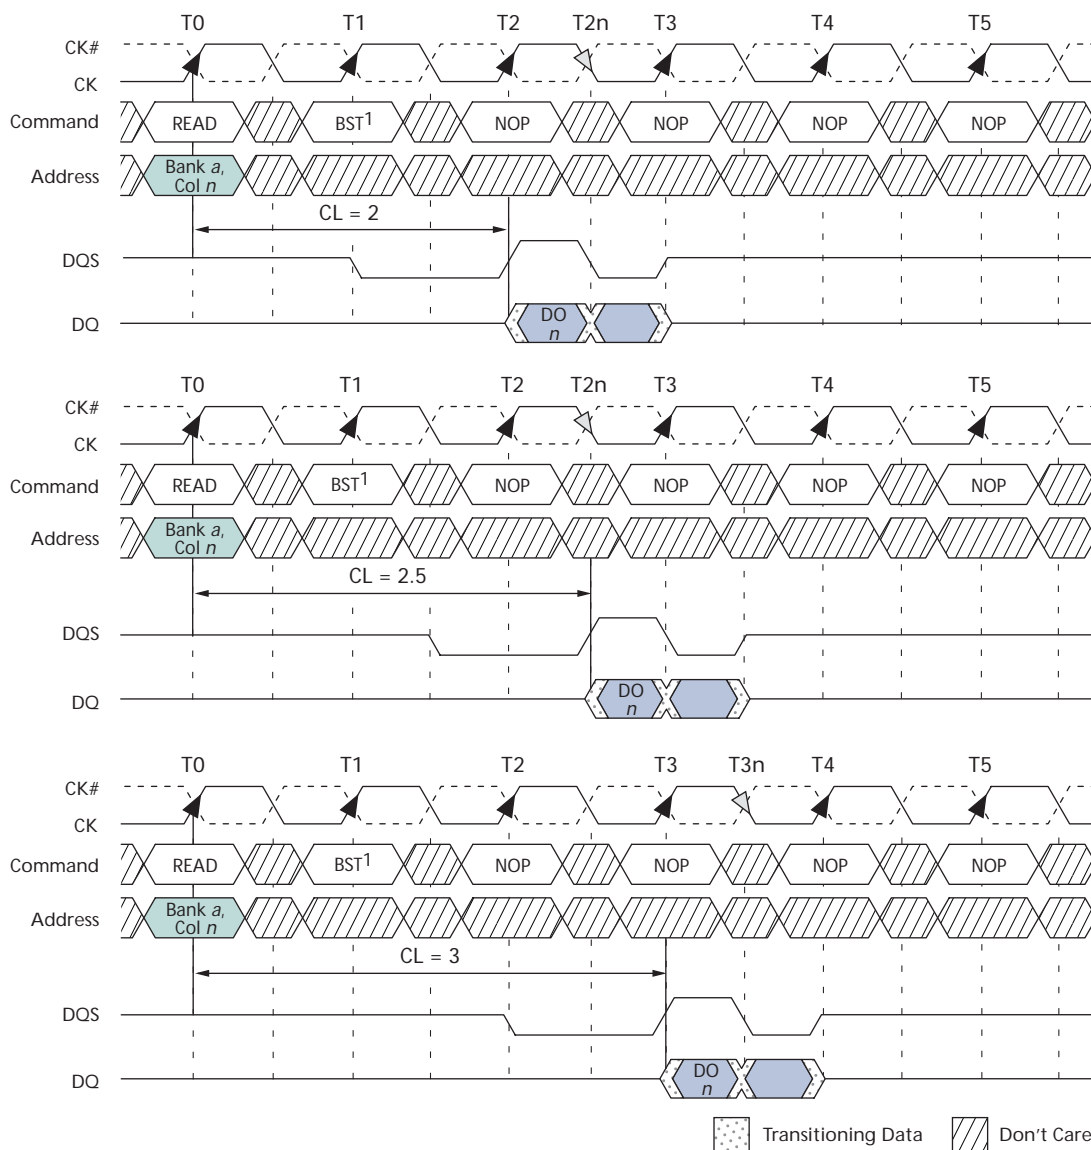 T0 T1 T2 T2n T3 T4 T5
CK#
CK
Command READ BST1 NOP NOP NOP NOP
Address Bank a,
Col n
CL = 2
DQS
DQ DO
n
T0 T1 T2 T2n T3 T4 T5
CK#
CK
Command READ BST1 NOP NOP NOP NOP
Address Bank a,
Col n
CL = 2.5
DQS
DQ DO
n
T0 T1 T2 T3 T3n T4 T5
CK#
CK
Command READ BST1 NOP NOP NOP NOP
Address Bank a,
Col n
CL = 3
DQS
DQ DO
n
Transitioning Data Don't Care